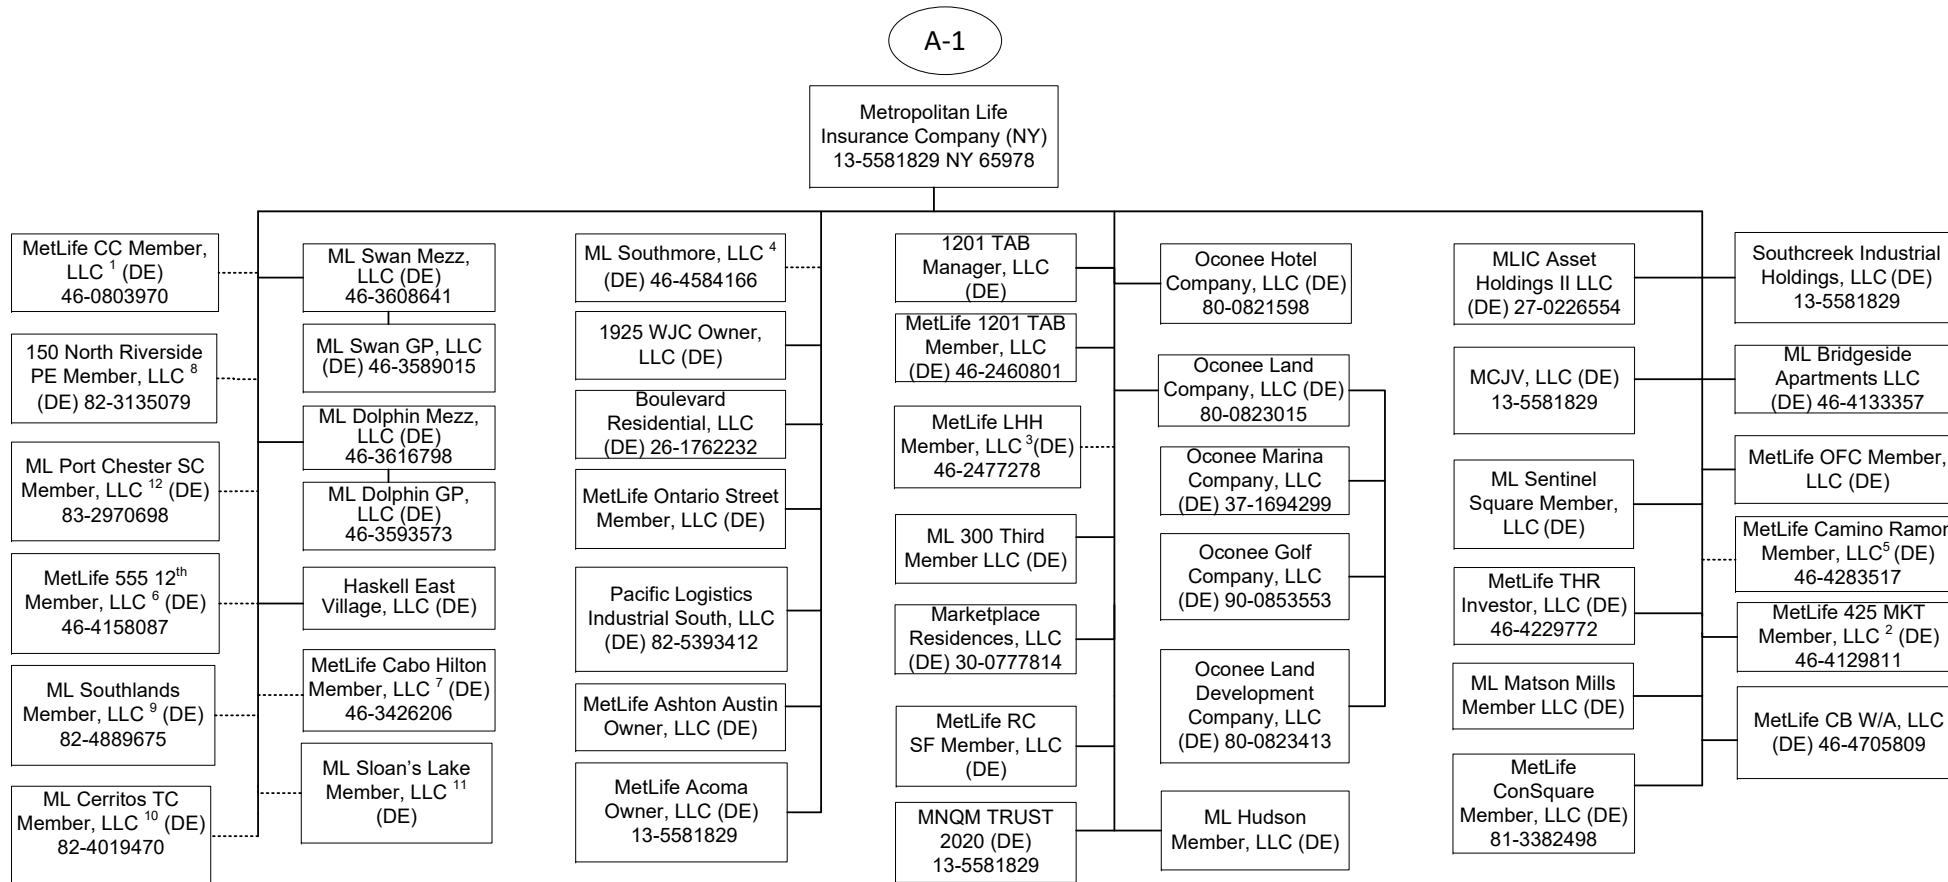 A-1
Metropolitan Life
Insurance Company (NY)
13-5581829 NY 65978
MetLife CC Member,
LLC 1 (DE)
46-0803970
150 North Riverside
PE Member, LLC 8
(DE) 82-3135079
ML Port Chester SC
Member, LLC 12 (DE)
83-2970698
MetLife 555 12th
Member, LLC 6 (DE)
46-4158087
ML Southlands
Member, LLC 9 (DE)
82-4889675
ML Cerritos TC
Member, LLC 10 (DE)
82-4019470
ML Swan Mezz,
LLC (DE)
46-3608641
ML Swan GP, LLC
(DE) 46-3589015
ML Dolphin Mezz,
LLC (DE)
46-3616798
ML Dolphin GP,
LLC (DE)
46-3593573
Haskell East
Village, LLC (DE)
MetLife Cabo Hilton
Member, LLC 7 (DE)
46-3426206
ML Sloan’s Lake
Member, LLC 11
(DE)
ML Southmore, LLC 4
(DE) 46-4584166
1925 WJC Owner,
LLC (DE)
Boulevard
Residential, LLC
(DE) 26-1762232
MetLife Ontario Street
Member, LLC (DE)
Pacific Logistics
Industrial South, LLC
(DE) 82-5393412
MetLife Ashton Austin
Owner, LLC (DE)
MetLife Acoma
Owner, LLC (DE)
13-5581829
1201 TAB
Manager, LLC
(DE)
MetLife 1201 TAB
Member, LLC
(DE) 46-2460801
MetLife LHH
Member, LLC 3(DE)
46-2477278
ML 300 Third
Member LLC (DE)
Marketplace
Residences, LLC
(DE) 30-0777814
MetLife RC
SF Member, LLC
(DE)
MNQM TRUST
2020 (DE)
13-5581829
Oconee Hotel
Company, LLC (DE)
80-0821598
Oconee Land
Company, LLC (DE)
80-0823015
Oconee Marina
Company, LLC
(DE) 37-1694299
Oconee Golf
Company, LLC
(DE) 90-0853553
Oconee Land
Development
Company, LLC
(DE) 80-0823413
ML Hudson
Member, LLC (DE)
MLIC Asset
Holdings II LLC
(DE) 27-0226554
MCJV, LLC (DE)
13-5581829
ML Sentinel
Square Member,
LLC (DE)
MetLife THR
Investor, LLC (DE)
46-4229772
ML Matson Mills
Member LLC (DE)
MetLife
ConSquare
Member, LLC (DE)
81-3382498
Southcreek Industrial
Holdings, LLC (DE)
13-5581829
ML Bridgeside
Apartments LLC
(DE) 46-4133357
MetLife OFC Member,
LLC (DE)
MetLife Camino Ramon
Member, LLC5 (DE)
46-4283517
MetLife 425 MKT
Member, LLC 2 (DE)
46-4129811
MetLife CB W/A, LLC
(DE) 46-4705809